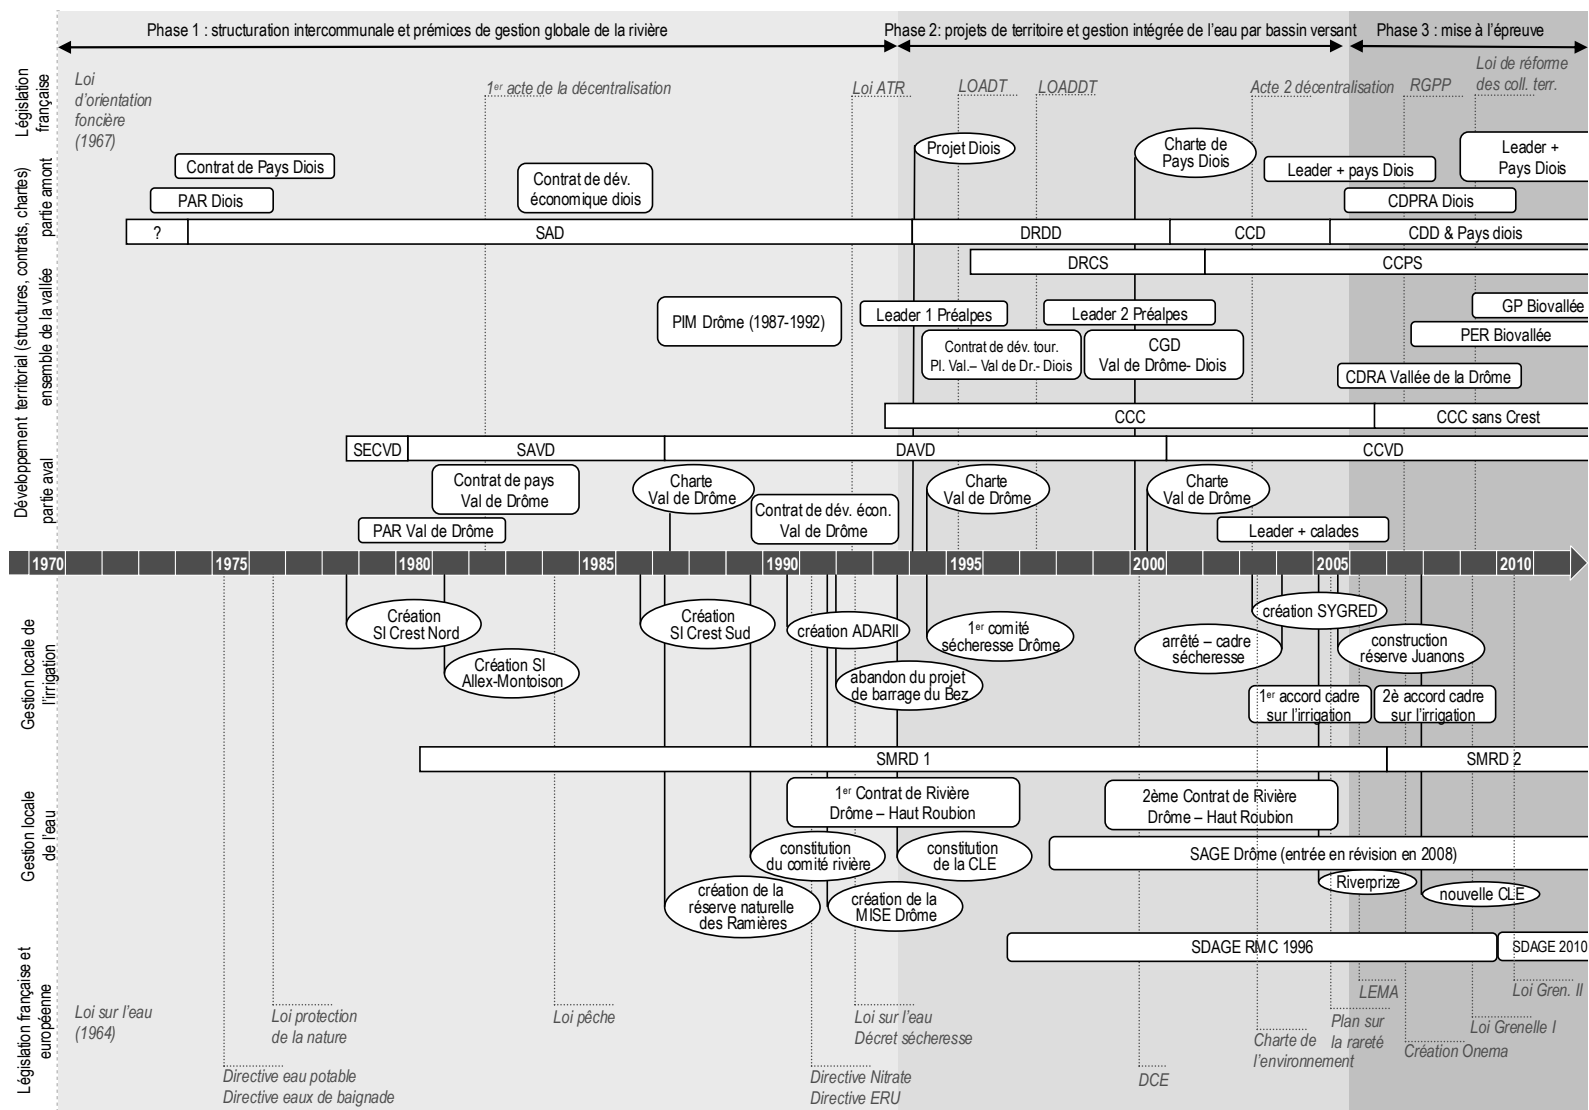 Phase 1 : structuration intercommunale et prémices de gestion globale de la rivière
Phase 2: projets de territoire et gestion intégrée de l'eau par bassin versant
Phase 3 : mise à l'épreuve
Législation
française
Loi
d'orientation
foncière
(1967)
1er acte de la décentralisation
Loi ATR
LOADT
LOADDT
Acte 2 décentralisation
RGPP
Loi de réforme
des coll. terr.
Développement territorial (structures, contrats, chartes)
partie amont
ensemble de la vallée
partie aval
Contrat de Pays Diois
PAR Diois
Contrat de dév.
économique diois
Projet Diois
Charte de
Pays Diois
Leader + pays Diois
Leader +
Pays Diois
CDPRA Diois
?
SAD
DRDD
CCD
CDD & Pays diois
DRCS
CCPS
PIM Drôme (1987-1992)
Leader 1 Préalpes
Leader 2 Préalpes
GP Biovallée
PER Biovallée
Contrat de dév. tour.
Pl. Val.– Val de Dr.- Diois
CGD
Val de Drôme- Diois
CDRA Vallée de la Drôme
CCC
CCC sans Crest
SECVD
SAVD
DAVD
CCVD
Contrat de pays
Val de Drôme
Charte
Val de Drôme
Contrat de dév. écon.
Val de Drôme
Charte
Val de Drôme
Charte
Val de Drôme
PAR Val de Drôme
Leader + calades
1970
1975
1980
1985
1990
1995
2000
2005
2010
Gestion locale de
l'irrigation
Création
SI Crest Nord
Création SI
Allex-Montoison
Création
SI Crest Sud
création ADARII
abandon du projet
de barrage du Bez
1er comité
sécheresse Drôme
arrêté – cadre
sécheresse
création SYGRED
construction
réserve Juanons
1er accord cadre
sur l'irrigation
2è accord cadre
sur l'irrigation
Gestion locale
de l'eau
SMRD 1
SMRD 2
1er Contrat de Rivière
Drôme – Haut Roubion
2ème Contrat de Rivière
Drôme – Haut Roubion
constitution
du comité rivière
constitution
de la CLE
SAGE Drôme (entrée en révision en 2008)
création de la
réserve naturelle
des Ramières
création de la
MISE Drôme
Riverprize
nouvelle CLE
Législation française et
européenne
SDAGE RMC 1996
SDAGE 2010
Loi sur l'eau
(1964)
Loi protection
de la nature
Loi pêche
Loi sur l'eau
Décret sécheresse
LEMA
Loi Gren. II
Plan sur
la rareté
Loi Grenelle I
Charte de
l'environnement
Création Onema
Directive eau potable
Directive eaux de baignade
Directive Nitrate
Directive ERU
DCE